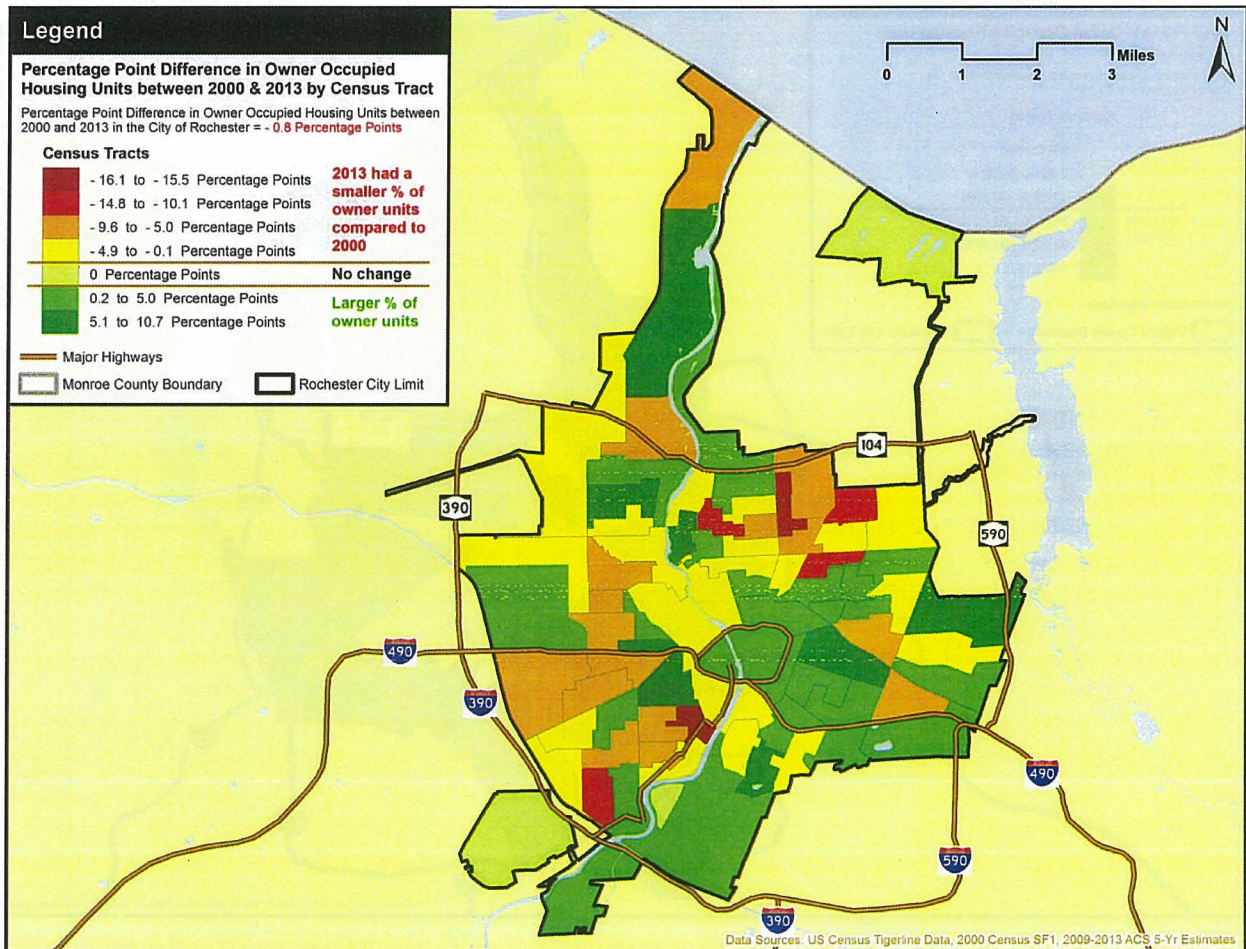 Legend
Percentage Point Difference in Owner Occupied
Housing Units between 2000 & 2013 by Census Tract
Percentage Point Difference in Owner Occupied Housing Units between
2000 and 2013 in the City of Rochester = - 0.8 Percentage Points
Census Tracts
- 16.1 to - 15.5 Percentage Points
- 14.8 to - 10.1 Percentage Points
- 9.6 to - 5.0 Percentage Points
- 4.9 to - 0.1 Percentage Points
2013 had a
smaller % of
owner units
compared to
2000
0 Percentage Points No change
0.2 to 5.0 Percentage Points
5.1 to 10.7 Percentage Points
Larger % of
owner units
Major Highways
Monroe County Boundary Rochester City Limit
N
Miles
0 1 2 3
104
390
590
490
390
490
590
390
Data Sources: US Census Tigerline Data, 2000 Census SF1, 2009-2013 ACS 5-Yr Estimates